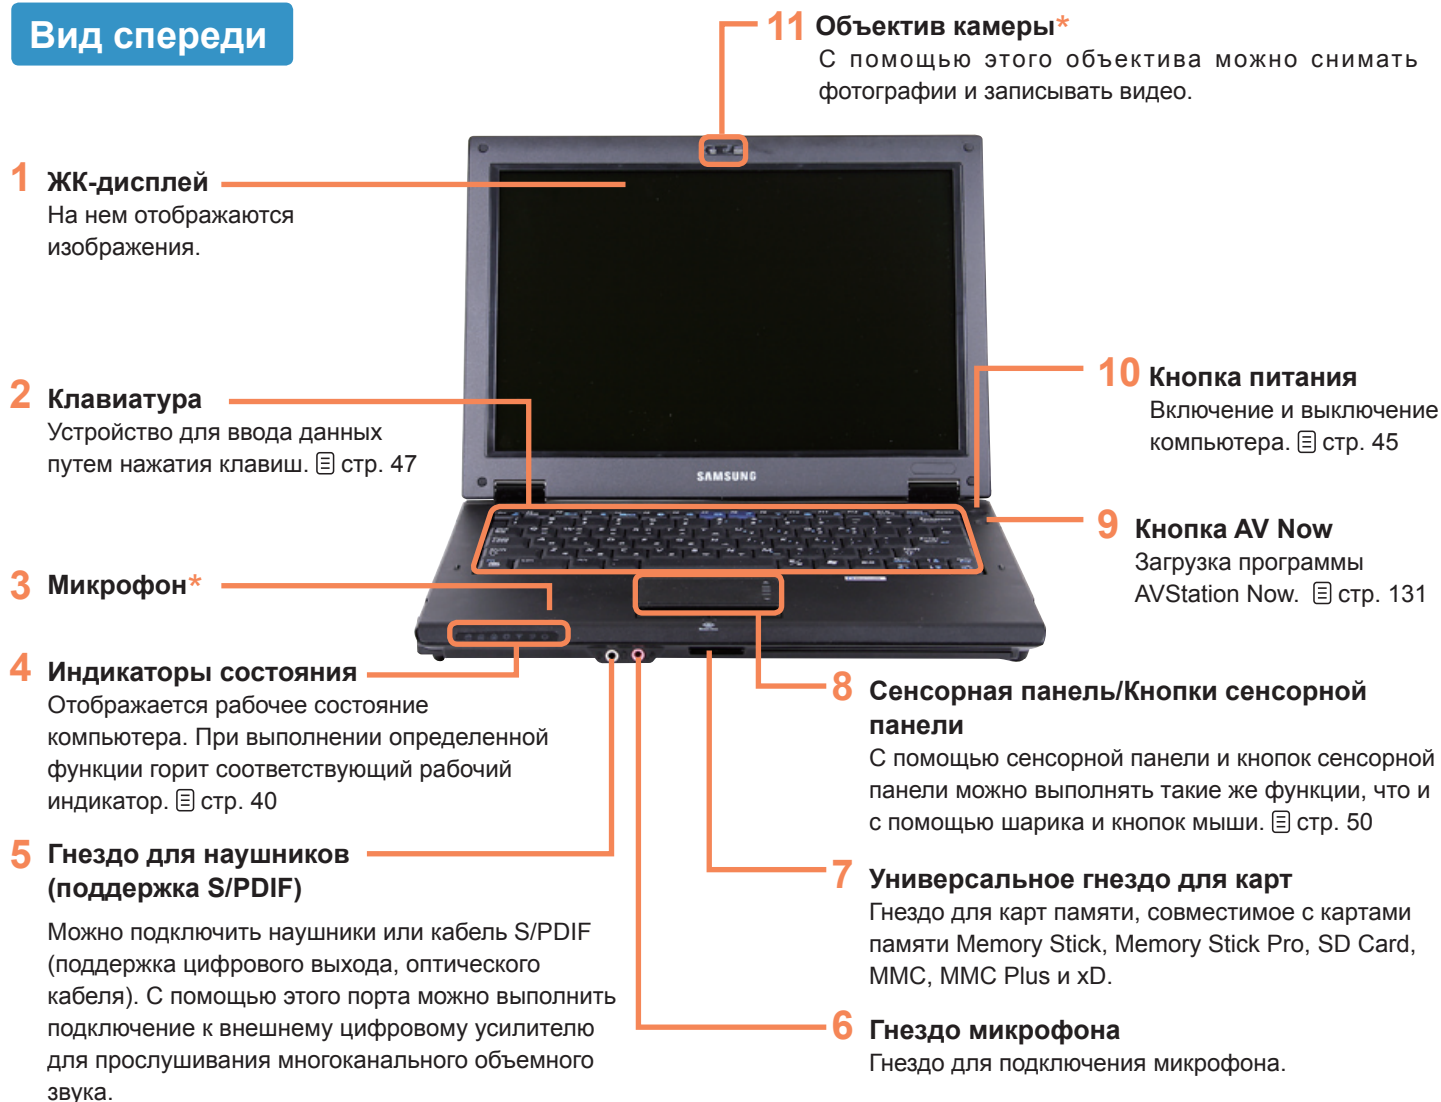 Вид спереди
11 Объектив камеры*
С помощью этого объектива можно снимать
фотографии и записывать видео.
1 ЖК-дисплей
На нем отображаются
изображения.
2 Клавиатура
Устройство для ввода данных
путем нажатия клавиш. стр. 47
3 Микрофон*
4 Индикаторы состояния
Отображается рабочее состояние
компьютера. При выполнении определенной
функции горит соответствующий рабочий
индикатор. стр. 40
5 Гнездо для наушников
(поддержка S/PDIF)
Можно подключить наушники или кабель S/PDIF
(поддержка цифрового выхода, оптического
кабеля). С помощью этого порта можно выполнить
подключение к внешнему цифровому усилителю
для прослушивания многоканального объемного
звука.
SAMSUNG
10 Кнопка питания
Включение и выключение
компьютера. стр. 45
9 Кнопка AV Now
Загрузка программы
AVStation Now. стр. 131
8 Сенсорная панель/Кнопки сенсорной
панели
С помощью сенсорной панели и кнопок сенсорной
панели можно выполнять такие же функции, что и
с помощью шарика и кнопок мыши. стр. 50
7 Универсальное гнездо для карт
Гнездо для карт памяти, совместимое с картами
памяти Memory Stick, Memory Stick Pro, SD Card,
MMC, MMC Plus и xD.
6 Гнездо микрофона
Гнездо для подключения микрофона.